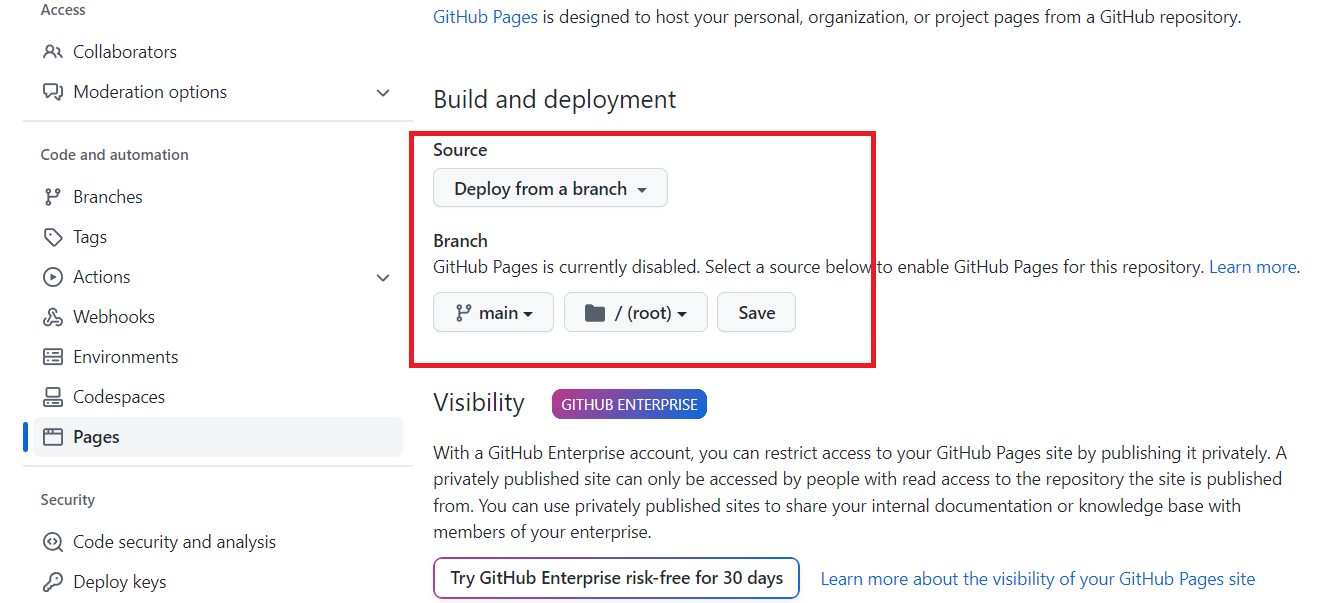 Access
Collaborators
Moderation options
Code and automation
Branches
Tags
Actions
Webhooks
Environments
Codespaces
Pages
Security
Code security and analysis
Deploy keys
GitHub Pages is designed to host your personal, organization, or project pages from a GitHub repository.
Build and deployment
Source
Deploy from a branch
Branch
GitHub Pages is currently disabled. Select a source below to enable GitHub Pages for this repository. Learn more.
main / (root) Save
Visibility GITHUB ENTERPRISE
With a GitHub Enterprise account, you can restrict access to your GitHub Pages site by publishing it privately. A
privately published site can only be accessed by people with read access to the repository the site is published
from. You can use privately published sites to share your internal documentation or knowledge base with
members of your enterprise.
Try GitHub Enterprise risk-free for 30 days Learn more about the visibility of your GitHub Pages site